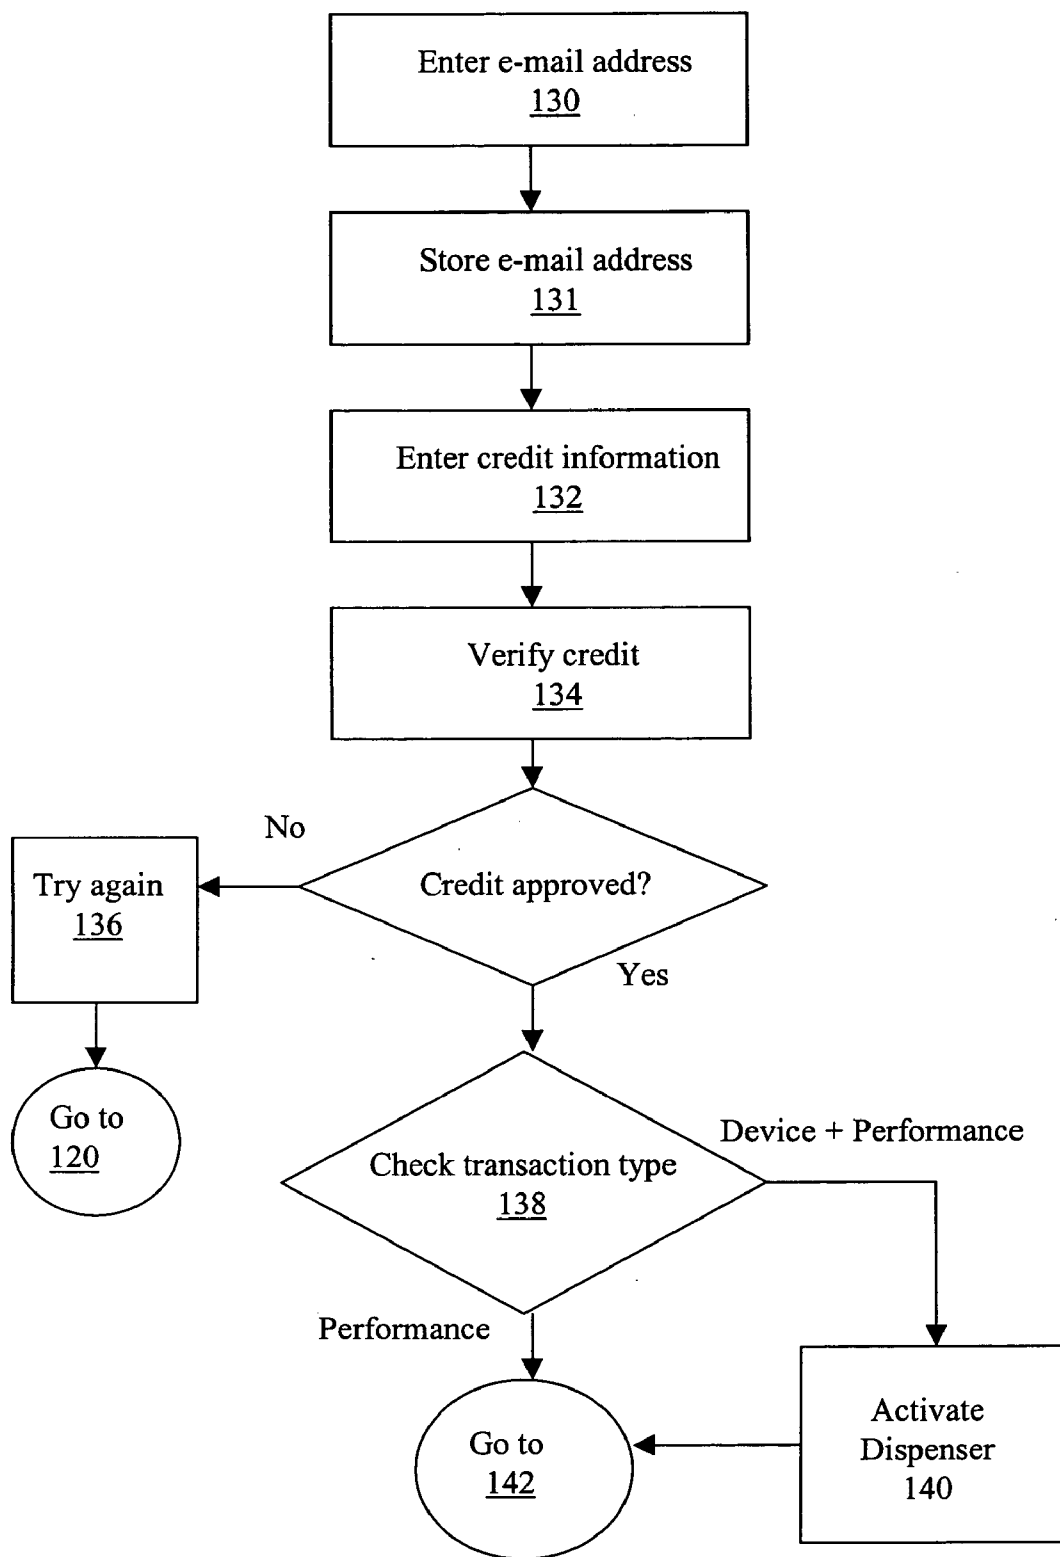 Enter e-mail address
130
Store e-mail address
131
Enter credit information
132
Verify credit
134
No
Try again
136
Credit approved?
Yes
Go to
120
Device + Performance
Check transaction type
138
Performance
Go to
142
Activate
Dispenser
140